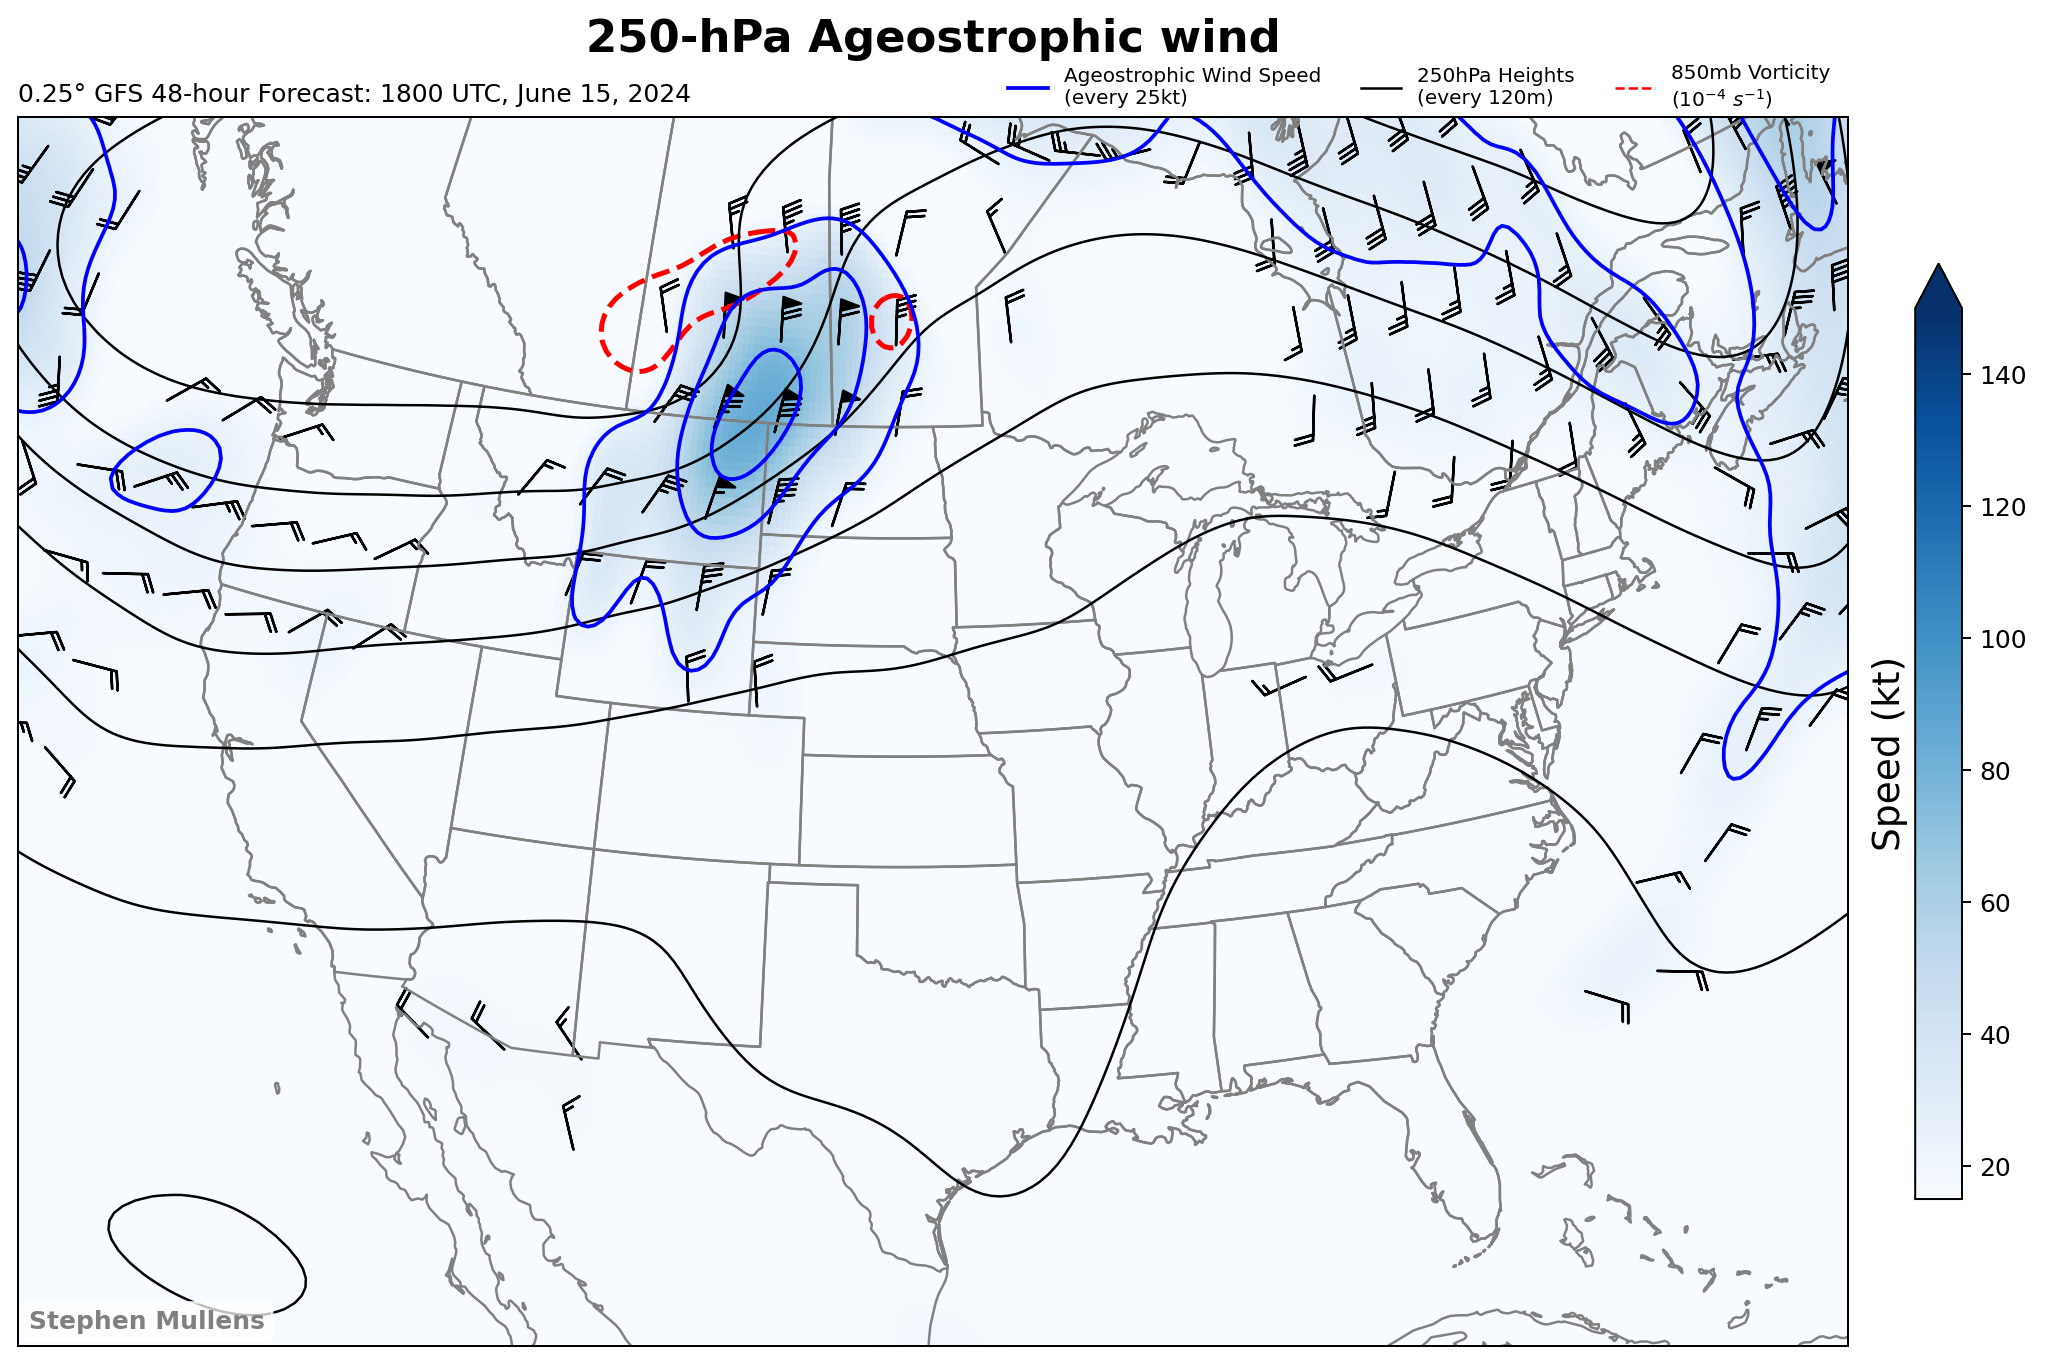 250-hPa Ageostrophic wind
0.25° GFS 48-hour Forecast: 1800 UTC, June 15, 2024
Ageostrophic Wind Speed
(every 25kt)
250hPa Heights
(every 120m)
850mb Vorticity
(10⁻⁴ s⁻¹)
140
120
100
80
60
40
20
Speed (kt)
Stephen Mullens